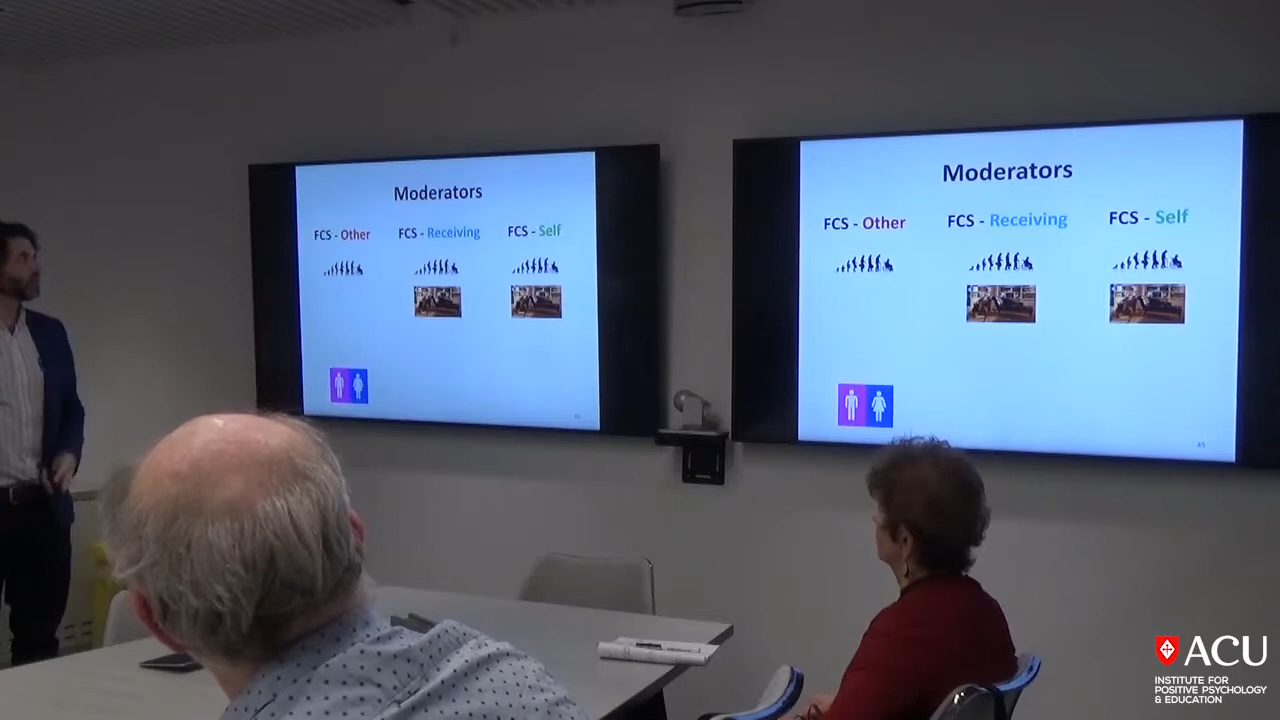 Moderators
FCS - Other
FCS - Receiving
FCS - Self
Moderators
FCS - Other
FCS - Receiving
FCS - Self
45
ACU
INSTITUTE FOR
POSITIVE PSYCHOLOGY
& EDUCATION